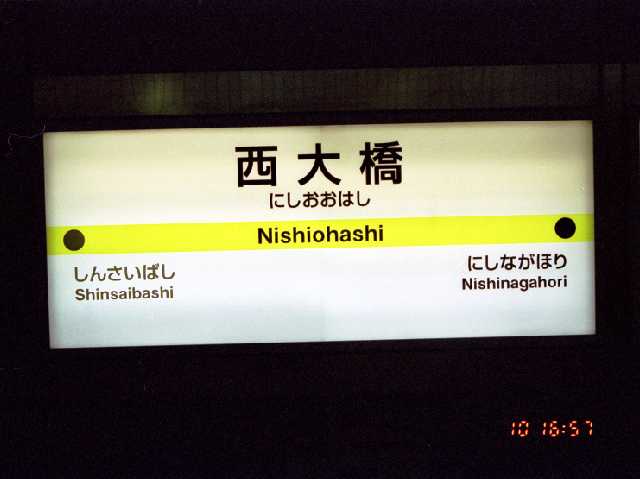 西大橋
にしおおはし
Nishiohashi
しんさいばし
Shinsaibashi
にしながほり
Nishinagahori
10 16:57